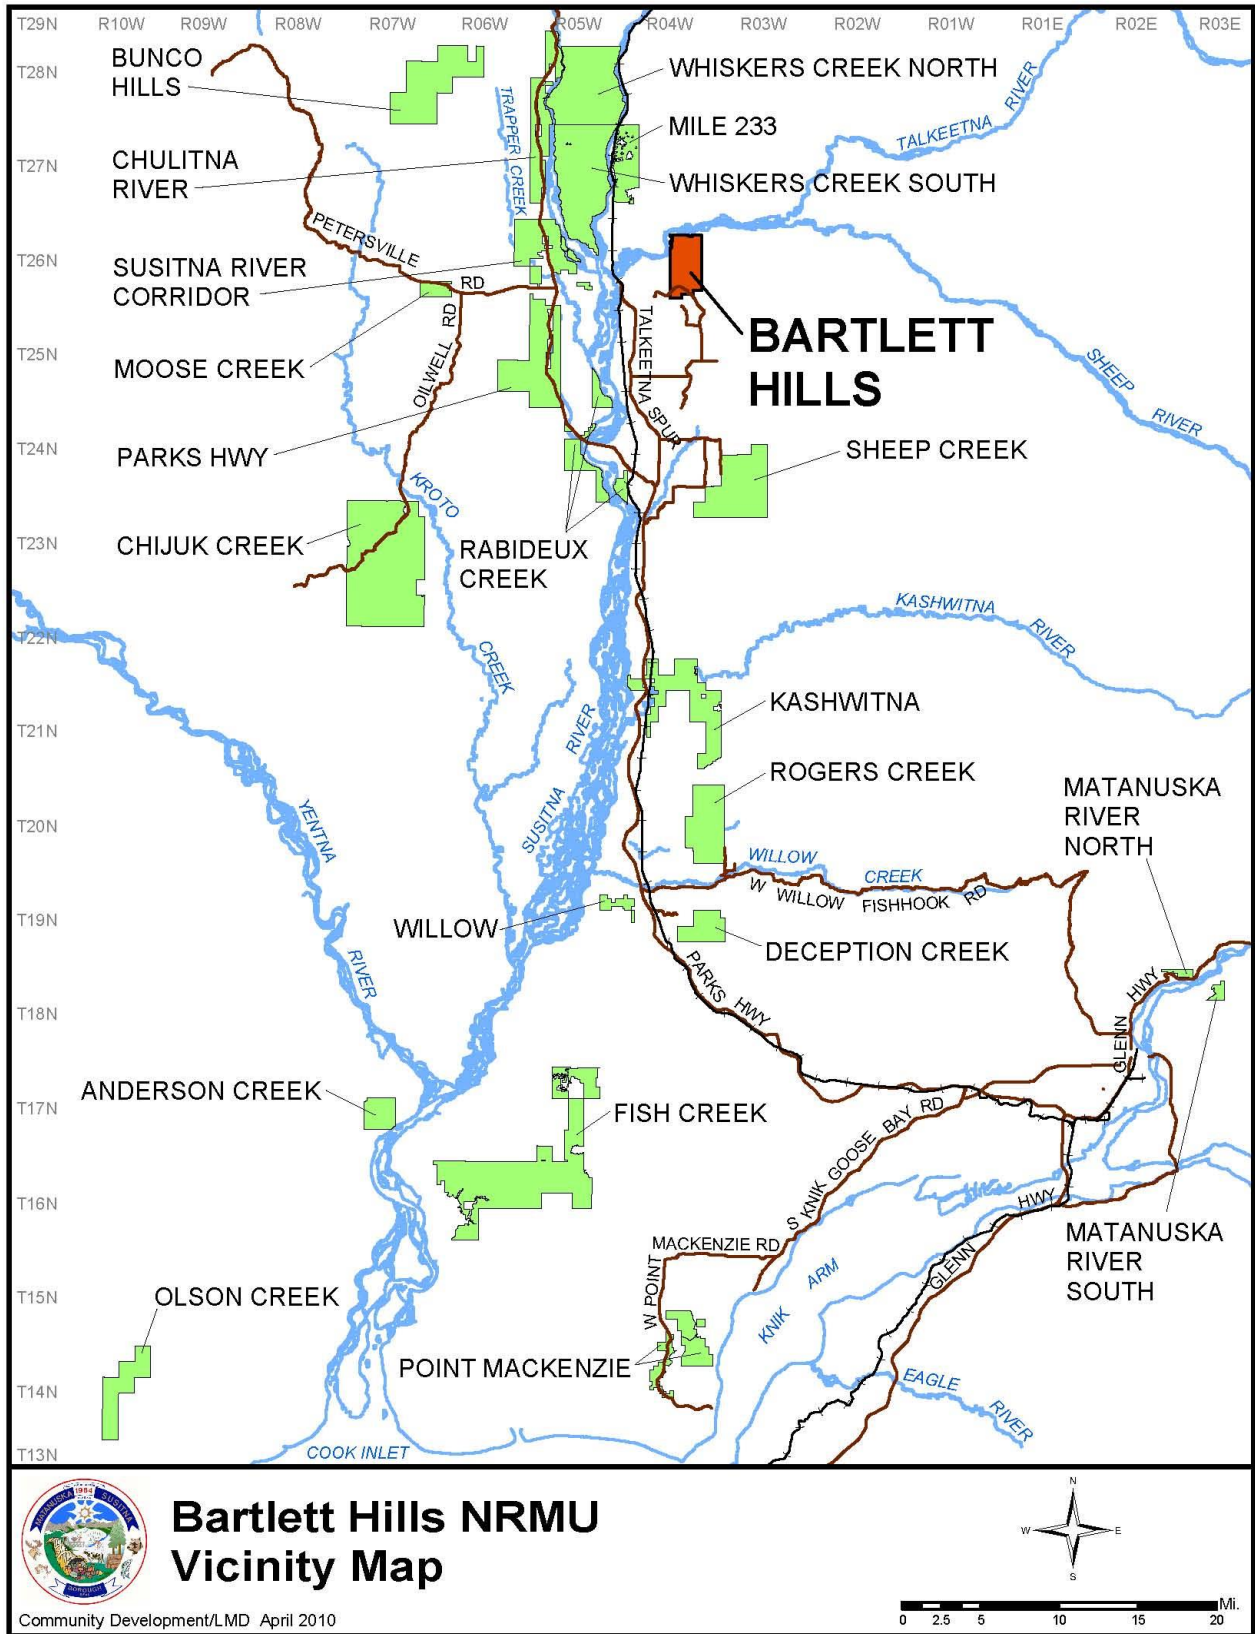 T29N R10W R09W R08W R07W R06W R05W R04W R03W R02W R01W R01E R02E R03E
T28N
T27N
T26N
T25N
T24N
T23N
T22N
T21N
T20N
T19N
T18N
T17N
T16N
T15N
T14N
T13N
BUNCO
HILLS
WHISKERS CREEK NORTH
TALKEETNA RIVER
TRAPPER CREEK
MILE 233
CHULITNA
RIVER
WHISKERS CREEK SOUTH
PETERSVILLE RD
SUSITNA RIVER
CORRIDOR
BARTLETT
HILLS
MOOSE CREEK
OILWELL RD
TALKEETNA SPUR
SHEEP RIVER
PARKS HWY
SHEEP CREEK
KROTO CREEK
CHIJUK CREEK
RABIDEUX
CREEK
KASHWITNA RIVER
SUSITNA RIVER
KASHWITNA
ROGERS CREEK
MATANUSKA
RIVER
NORTH
YENTNA RIVER
WILLOW CREEK
W WILLOW FISHHOOK RD
WILLOW
DECEPTION CREEK
PARKS HWY
GLENN HWY
ANDERSON CREEK
FISH CREEK
S KNIK GOOSE BAY RD
GLENN HWY
MATANUSKA
RIVER
SOUTH
W POINT MACKENZIE RD
KNIK ARM
OLSON CREEK
POINT MACKENZIE
EAGLE RIVER
COOK INLET
MATANUSKA SUSITNA
1964
BOROUGH
Bartlett Hills NRMU
Vicinity Map
N
W E
S
Community Development/LMD April 2010
0 2.5 5 10 15 20 Mi.